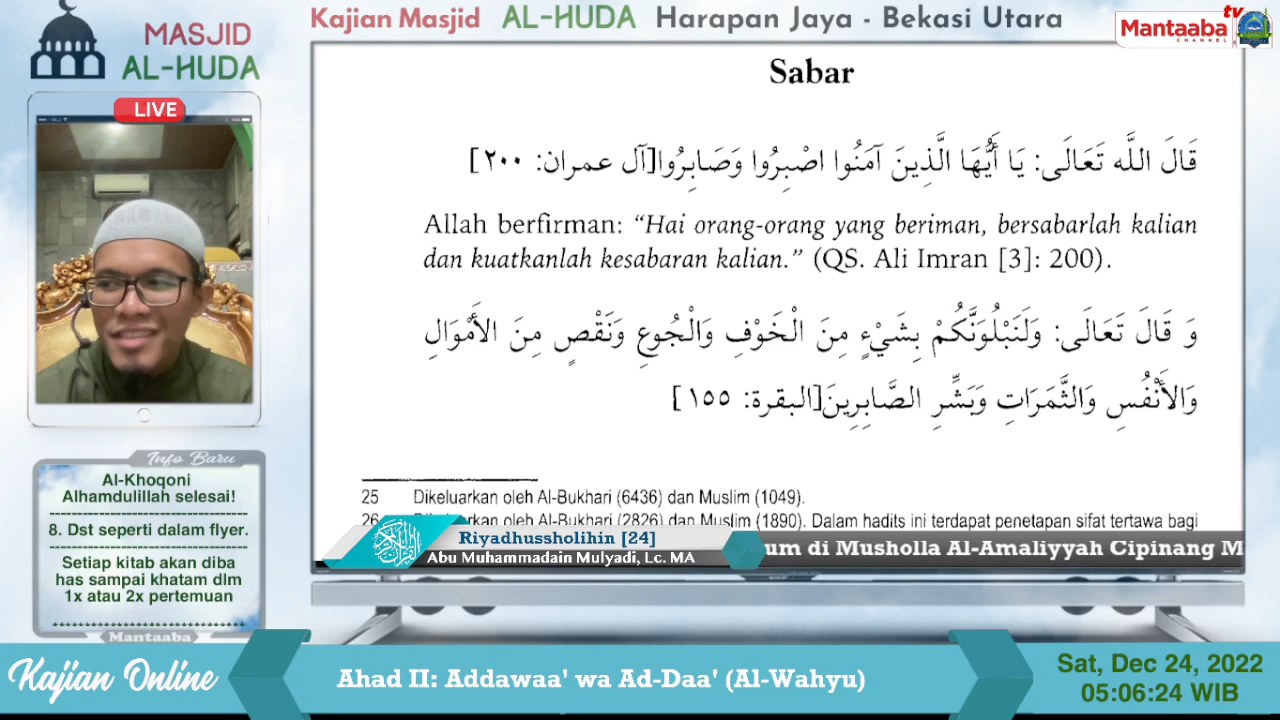 Kajian Masjid AL-HUDA Harapan Jaya - Bekasi Utara
MASJID
AL-HUDA
Mantaaba tv
CHANNEL
LIVE
Sabar
قَالَ اللَّه تَعَالَى: يَا أَيُّهَا الَّذِينَ آمَنُوا اصْبِرُوا وَصَابِرُوا[آل عمران: ٢٠٠]
Allah berfirman: “Hai orang-orang yang beriman, bersabarlah kalian
dan kuatkanlah kesabaran kalian.” (QS. Ali Imran [3]: 200).
وَ قَالَ تَعَالَى: وَلَنَبْلُوَنَّكُمْ بِشَيْءٍ مِنَ الْخَوْفِ وَالْجُوعِ وَنَقْصٍ مِنَ الأَمْوَالِ
وَالأَنْفُسِ وَالثَّمَرَاتِ وَبَشِّرِ الصَّابِرِينَ[البقرة: ١٥٥]
25 Dikeluarkan oleh Al-Bukhari (6436) dan Muslim (1049).
26 oleh Al-Bukhari (2826) dan Muslim (1890). Dalam hadits ini terdapat penetapan sifat tertawa bagi
Riyadhussholihin [24]
Abu Muhammadain Mulyadi, Lc. MA
um di Musholla Al-Amaliyyah Cipinang M
Info Baru
Al-Khoqoni
Alhamdulillah selesai!
8. Dst seperti dalam flyer.
Setiap kitab akan diba
has sampai khatam dlm
1x atau 2x pertemuan
Mantaaba
Kajian Online
Ahad II: Addawaa' wa Ad-Daa' (Al-Wahyu)
Sat, Dec 24, 2022
05:06:24 WIB